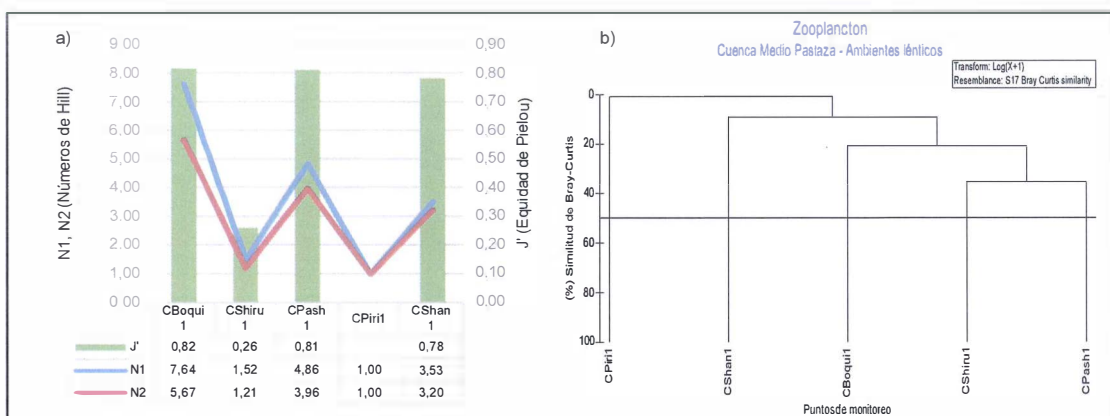 a)
9 00
8.00
7,00
6,00
5,00
4,00
3,00
2 00
1,00
0 00
N1, N2 (Números de Hill)
0,90
0,80
0,70
0,60
0,50
0,40
0,30
0,20
0,10
0,00
J' (Equidad de Pielou)
CBoqui
1
CShiru
1
CPash
1
CPiri1
CShan
1
J' 0,82 0,26 0,81 0,78
N1 7,64 1,52 4,86 1,00 3,53
N2 5,67 1,21 3,96 1,00 3,20
b)
Zooplancton
Cuenca Medio Pastaza - Ambientes lénticos
Transform: Log(X+1)
Resemblance: S17 Bray Curtis similarity
(%) Similitud de Bray-Curtis
0
20
40
60
80
100
CPiri1
CShan1
CBoqui1
CShiru1
CPash1
Puntosde monitoreo